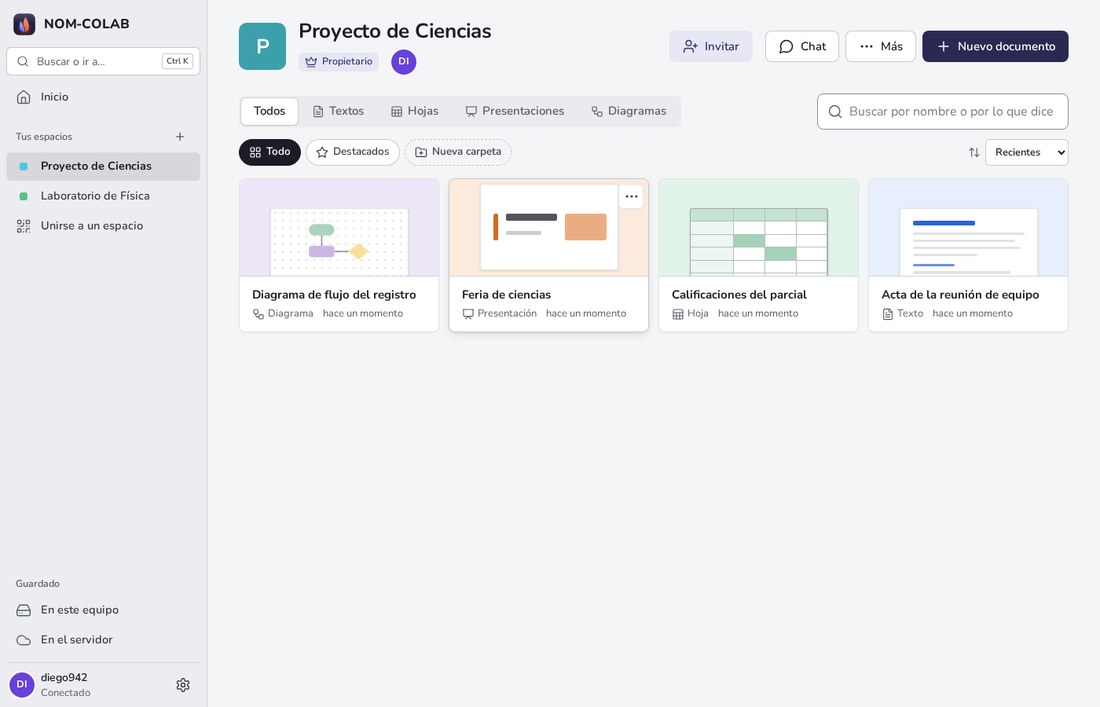 NOM-COLAB
Buscar o ir a...
Ctrl K
Inicio
Tus espacios
Proyecto de Ciencias
Laboratorio de Física
Unirse a un espacio
Guardado
En este equipo
En el servidor
DI
diego942
Conectado
P
Proyecto de Ciencias
Propietario
DI
Invitar
Chat
Más
Nuevo documento
Todos
Textos
Hojas
Presentaciones
Diagramas
Buscar por nombre o por lo que dice
Todo
Destacados
Nueva carpeta
Recientes
Diagrama de flujo del registro
Diagrama hace un momento
Feria de ciencias
Presentación hace un momento
Calificaciones del parcial
Hoja hace un momento
Acta de la reunión de equipo
Texto hace un momento